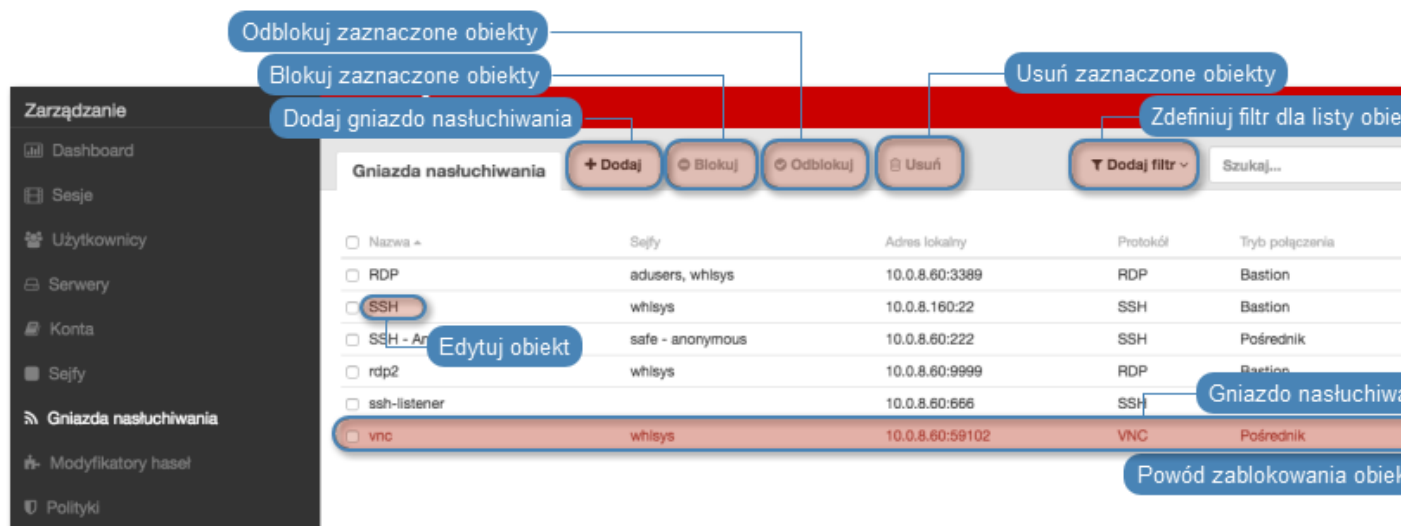 Odblokuj zaznaczone obiekty
Blokuj zaznaczone obiekty
Usuń zaznaczone obiekty
Zarządzanie
Dodaj gniazdo nasłuchiwania
Zdefiniuj filtr dla listy
Dashboard
Gniazda nasłuchiwania
+ Dodaj
Blokuj
Odblokuj
Usuń
Dodaj filtr
Szukaj...
Sesje
Użytkownicy
Nazwa Sejfy Adres lokalny Protokół Tryb połączenia
RDP adusers, whlsys 10.0.8.60:3389 RDP Bastion
Serwery
SSH whlsys 10.0.8.160:22 SSH Bastion
Konta
SSH - safe - anonymous 10.0.8.60:222 SSH Pośrednik
Edytuj obiekt
Sejfy
rdp2 whlsys 10.0.8.60:9999 RDP Bastion
Gniazdo
ssh-listener 10.0.8.60:666 SSH
Gniazda nasłuchiwania
vnc whlsys 10.0.8.60:59102 VNC Pośrednik
Modyfikatory haseł
Powód zablokowania
Polityki